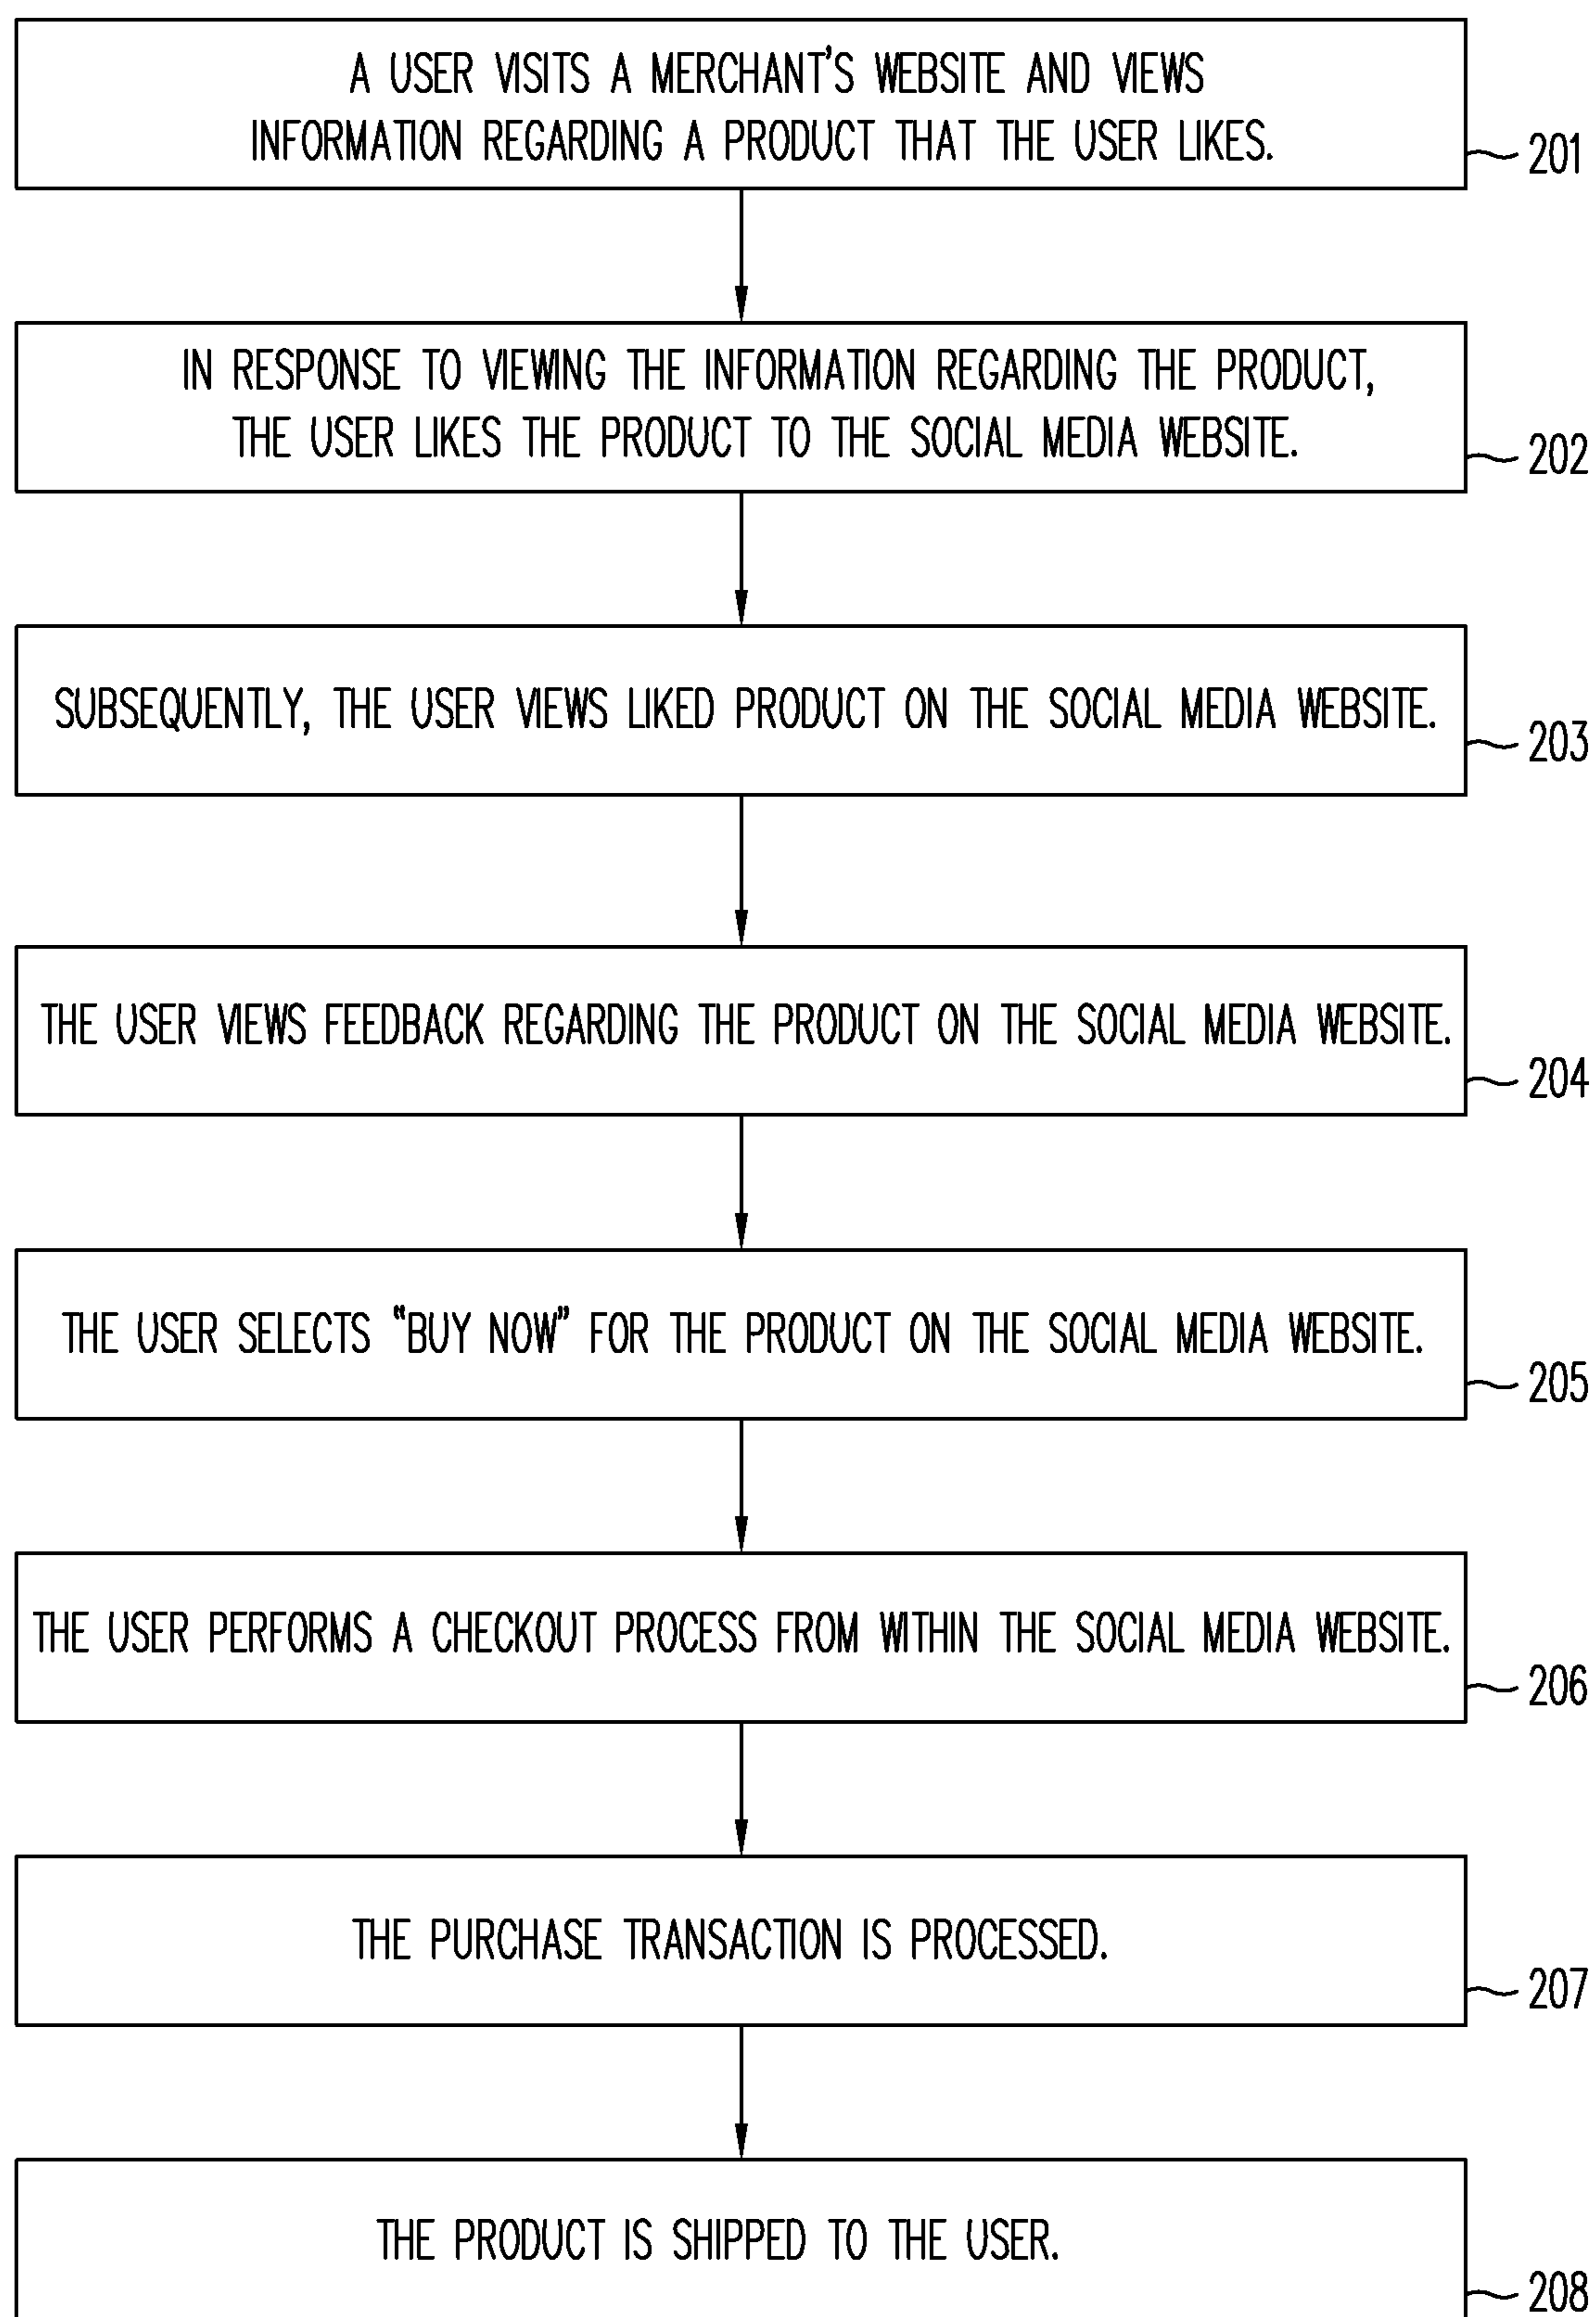 A USER VISITS A MERCHANT'S WEBSITE AND VIEWS
INFORMATION REGARDING A PRODUCT THAT THE USER LIKES.
201
IN RESPONSE TO VIEWING THE INFORMATION REGARDING THE PRODUCT,
THE USER LIKES THE PRODUCT TO THE SOCIAL MEDIA WEBSITE.
202
SUBSEQUENTLY, THE USER VIEWS LIKED PRODUCT ON THE SOCIAL MEDIA WEBSITE.
203
THE USER VIEWS FEEDBACK REGARDING THE PRODUCT ON THE SOCIAL MEDIA WEBSITE.
204
THE USER SELECTS “BUY NOW” FOR THE PRODUCT ON THE SOCIAL MEDIA WEBSITE.
205
THE USER PERFORMS A CHECKOUT PROCESS FROM WITHIN THE SOCIAL MEDIA WEBSITE.
206
THE PURCHASE TRANSACTION IS PROCESSED.
207
THE PRODUCT IS SHIPPED TO THE USER.
208